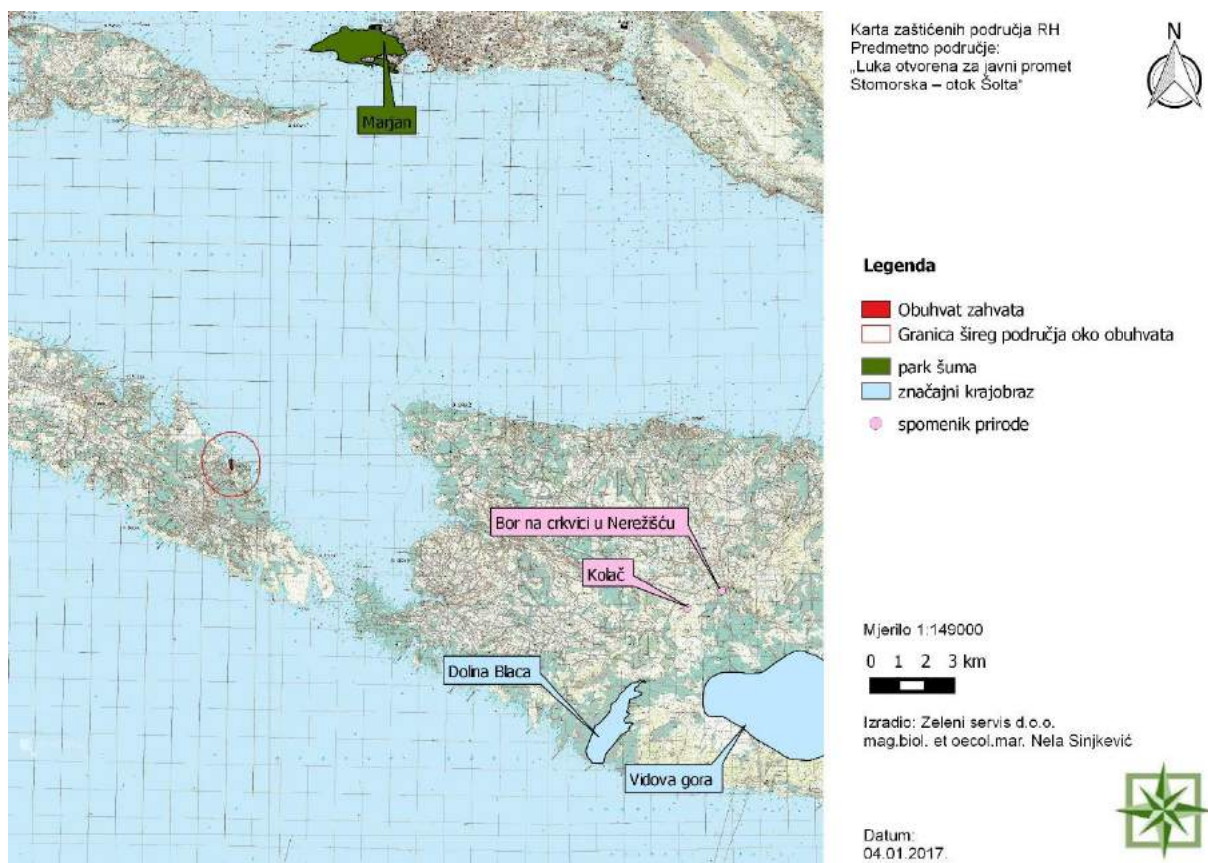 Karta zaštićenih područja RH
Predmetno područje:
„Luka otvorena za javni promet
Stomorska – otok Šolta“
N
Marjan
Legenda
Obuhvat zahvata
Granica šireg područja oko obuhvata
park šuma
značajni krajobraz
spomenik prirode
Bor na crkvici u Nerežišću
Kolač
Dolina Blaca
Vidova gora
Mjerilo 1:149000
0 1 2 3 km
Izradio: Zeleni servis d.o.o.
mag.biol. et oecol.mar. Nela Sinjkević
Datum:
04.01.2017.